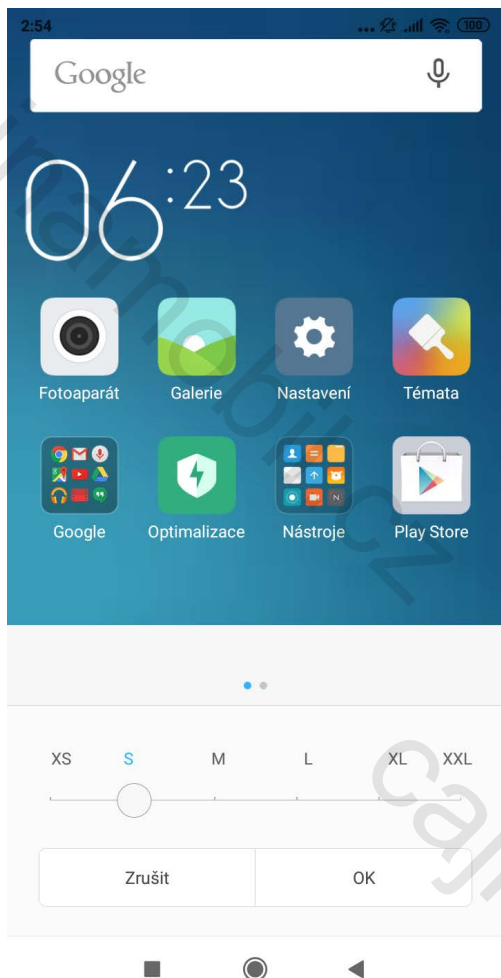 2:54
... 100
Google
06:23
Fotoaparát Galerie Nastavení Témata
Google Optimalizace Nástroje Play Store
XS S M L XL XXL
Zrušit OK